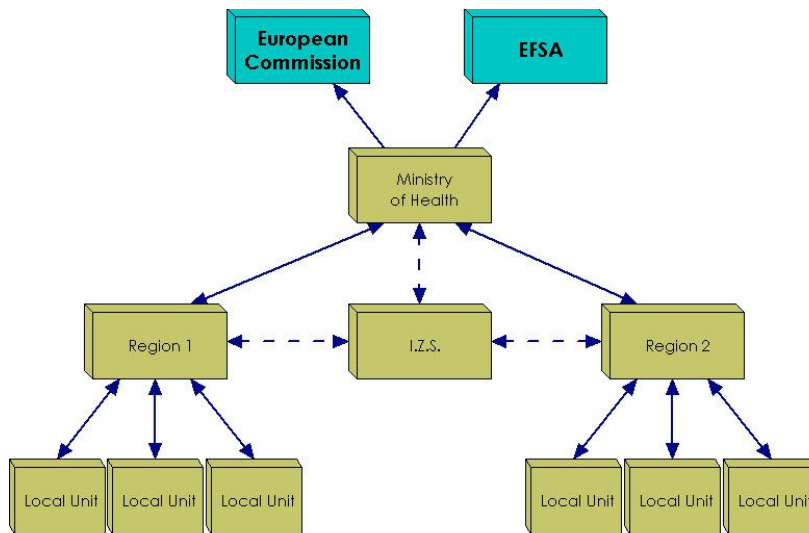 European
Commission
EFSA
Ministry
of Health
Region 1
I.Z.S.
Region 2
Local Unit
Local Unit
Local Unit
Local Unit
Local Unit
Local Unit